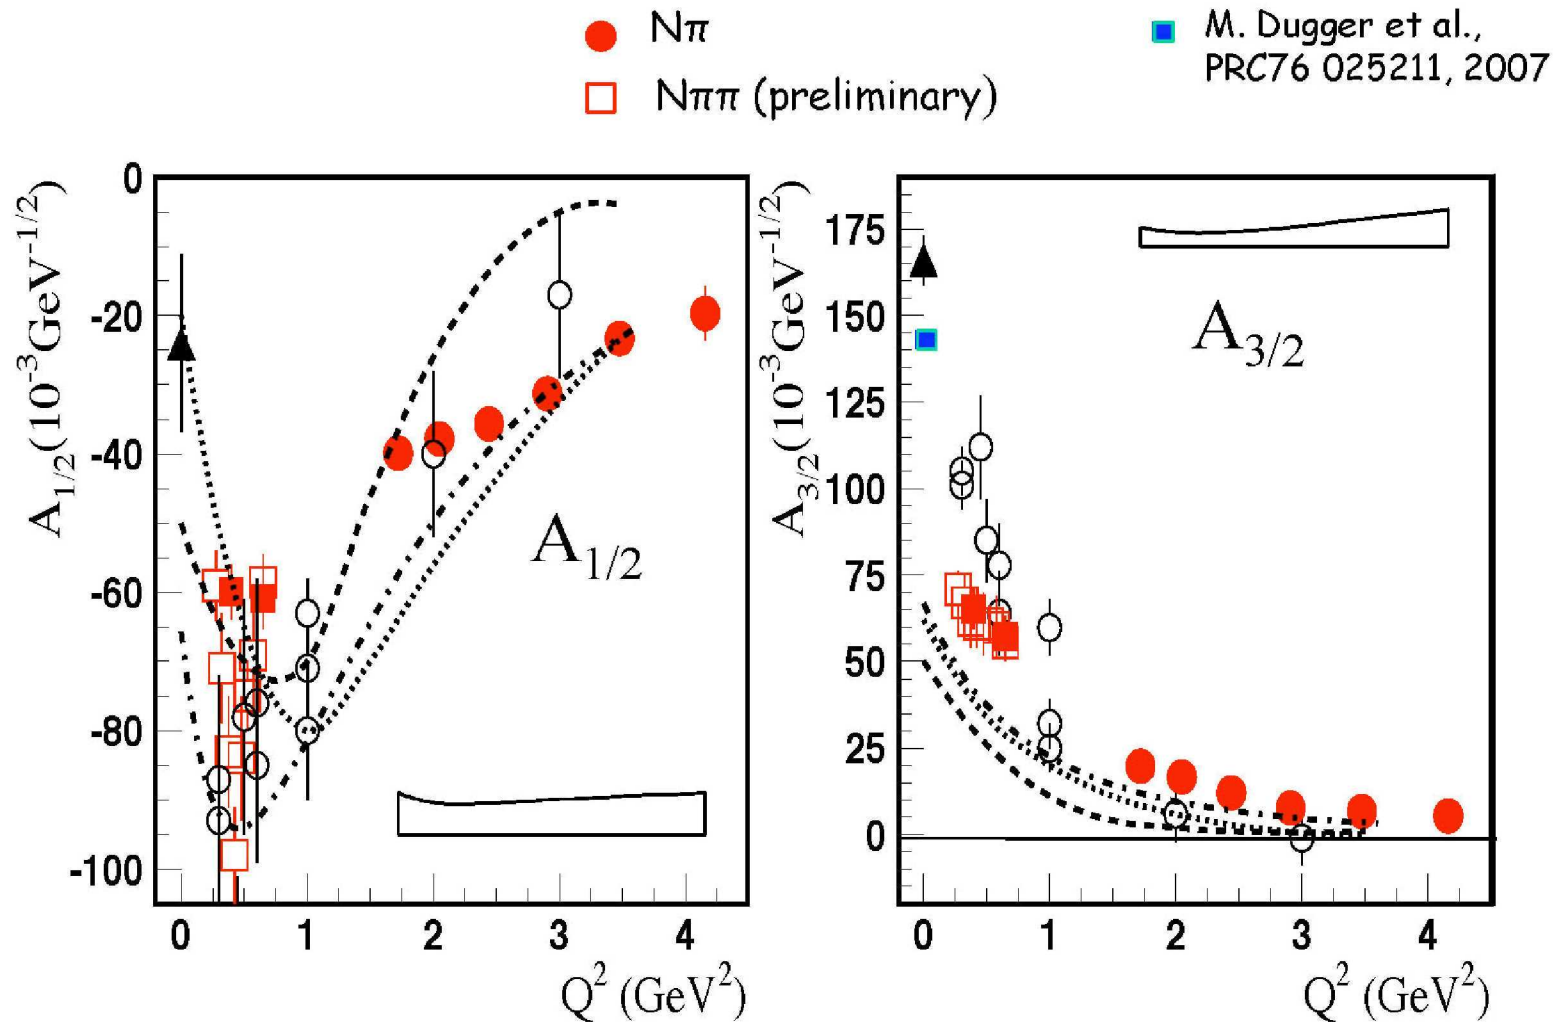 Nπ
Nππ (preliminary)
M. Dugger et al.,
PRC76 025211, 2007
A1/2(10-3GeV-1/2)
0
-20
-40
-60
-80
-100
A1/2
0 1 2 3 4
Q2 (GeV2)
A3/2(10-3GeV-1/2)
175
150
125
100
75
50
25
0
A3/2
0 1 2 3 4
Q2 (GeV2)